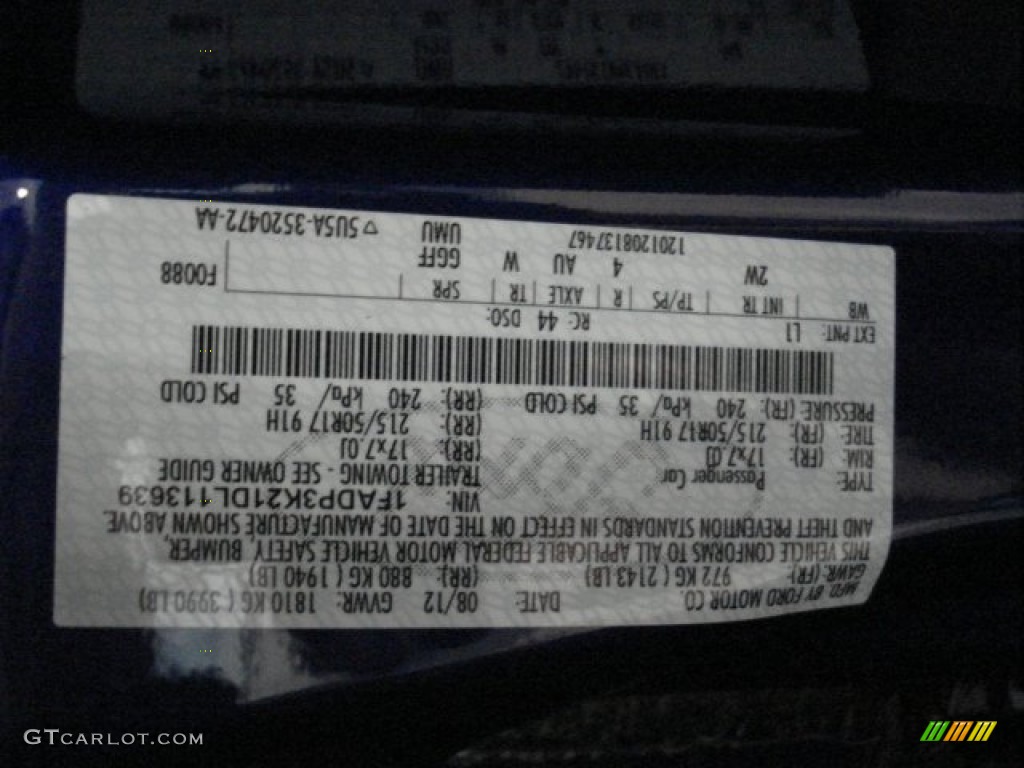 MFD BY FORD MOTOR CO. DATE: 08/12 GVWR: 1810 KG ( 3990 LB)
GAWR: (FR): 972 KG ( 2143 LB) (RR): 880 KG ( 1940 LB)
THIS VEHICLE CONFORMS TO ALL APPLICABLE FEDERAL MOTOR VEHICLE SAFETY, BUMPER,
AND THEFT PREVENTION STANDARDS IN EFFECT ON THE DATE OF MANUFACTURE SHOWN ABOVE.
VIN: 1FADP3K21DL113639
TYPE: Passenger Car TRAILER TOWING - SEE OWNER GUIDE
RIM: (FR): 17x7.0J (RR): 17x7.0J
TIRE: (FR): 215/50R17 91H (RR): 215/50R17 91H
PRESSURE: (FR): 240 kPa/ 35 PSI COLD (RR): 240 kPa/ 35 PSI COLD
EXT PNT: L1 RC: 44 DSO:
WB INT TR TP/PS R AXLE TR SPR F0088
2W 4 AU W GGFF
1201208137467 UMU ▽ 5U5A-3520472-AA
GTCARLOT.COM